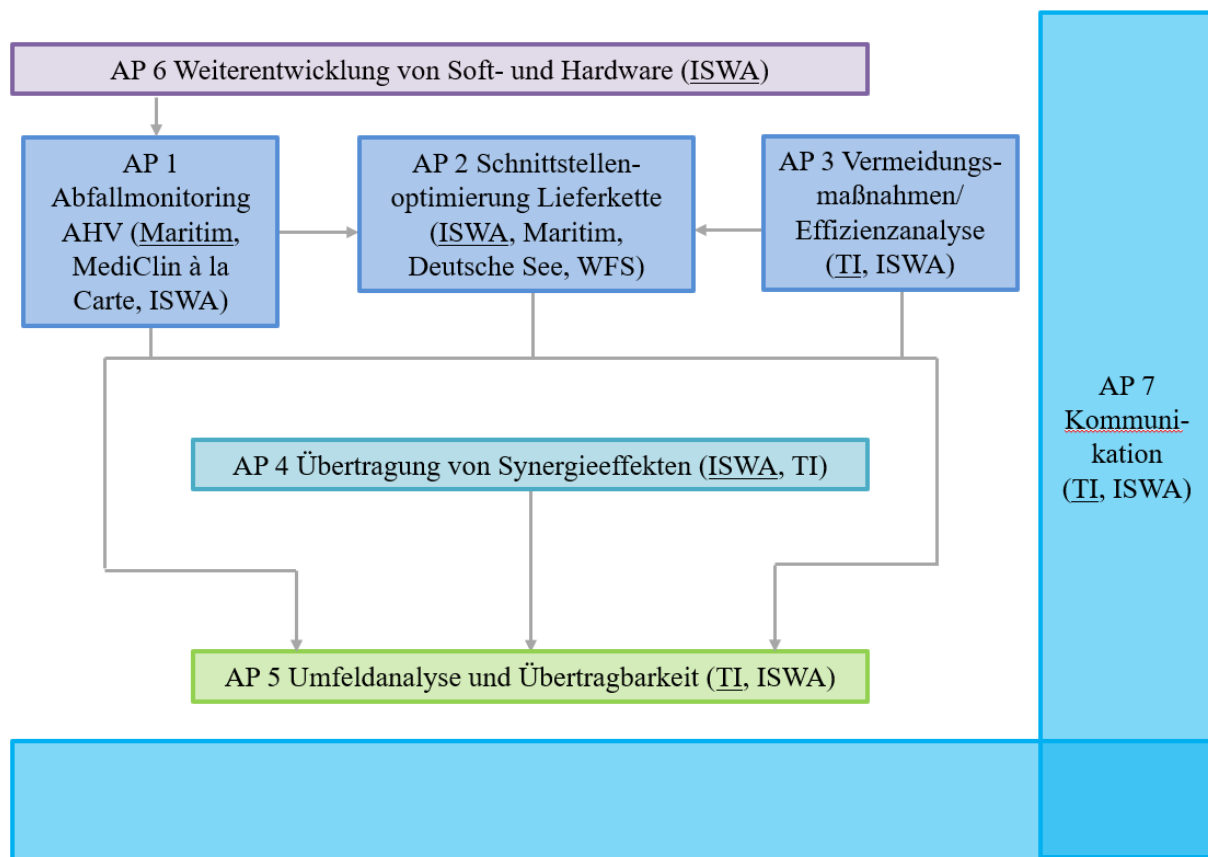 AP 6 Weiterentwicklung von Soft- und Hardware (ISWA)
AP 1
Abfallmonitoring
AHV (Maritim,
MediClin à la
Carte, ISWA)
AP 2 Schnittstellen-
optimierung Lieferkette
(ISWA, Maritim,
Deutsche See, WFS)
AP 3 Vermeidungs-
maßnahmen/
Effizienzanalyse
(TI, ISWA)
AP 4 Übertragung von Synergieeffekten (ISWA, TI)
AP 5 Umfeldanalyse und Übertragbarkeit (TI, ISWA)
AP 7
Kommuni-
kation
(TI, ISWA)